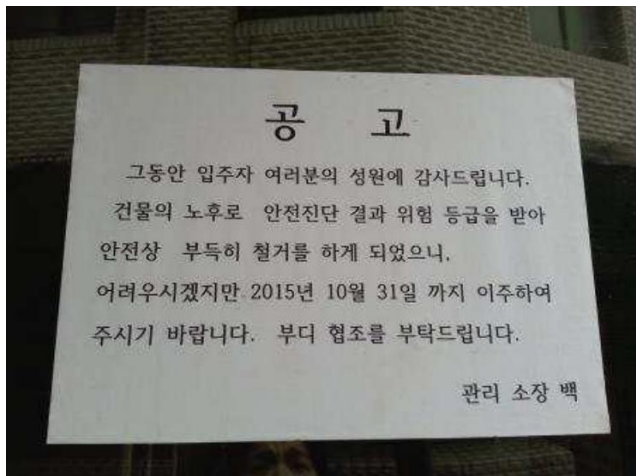 공 고
그동안 입주자 여러분의 성원에 감사드립니다.
건물의 노후로 안전진단 결과 위험 등급을 받아
안전상 부득히 철거를 하게 되었으니,
어려우시겠지만 2015년 10월 31일 까지 이주하여
주시기 바랍니다. 부디 협조를 부탁드립니다.
관리 소장 백